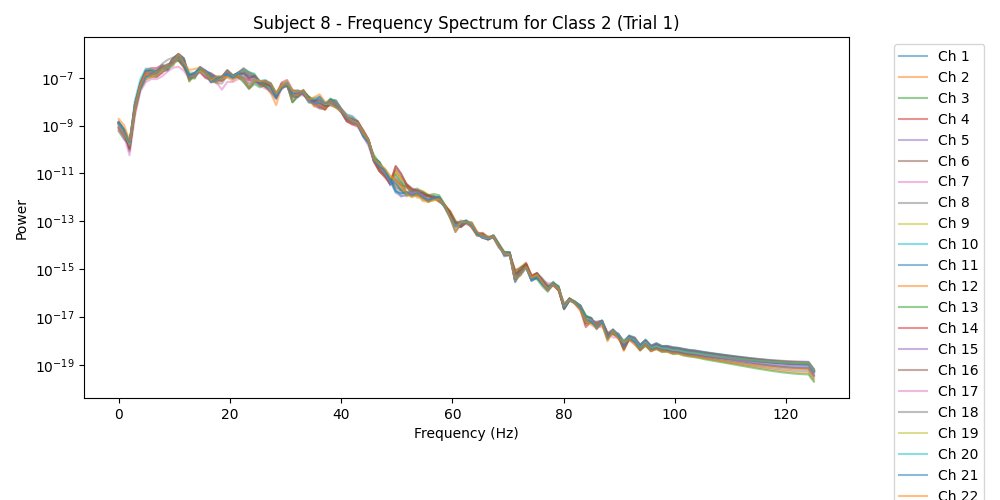 Subject 8 - Frequency Spectrum for Class 2 (Trial 1)
Power
10⁻⁷
10⁻⁹
10⁻¹¹
10⁻¹³
10⁻¹⁵
10⁻¹⁷
10⁻¹⁹
0 20 40 60 80 100 120
Frequency (Hz)
Ch 1
Ch 2
Ch 3
Ch 4
Ch 5
Ch 6
Ch 7
Ch 8
Ch 9
Ch 10
Ch 11
Ch 12
Ch 13
Ch 14
Ch 15
Ch 16
Ch 17
Ch 18
Ch 19
Ch 20
Ch 21
Ch 22